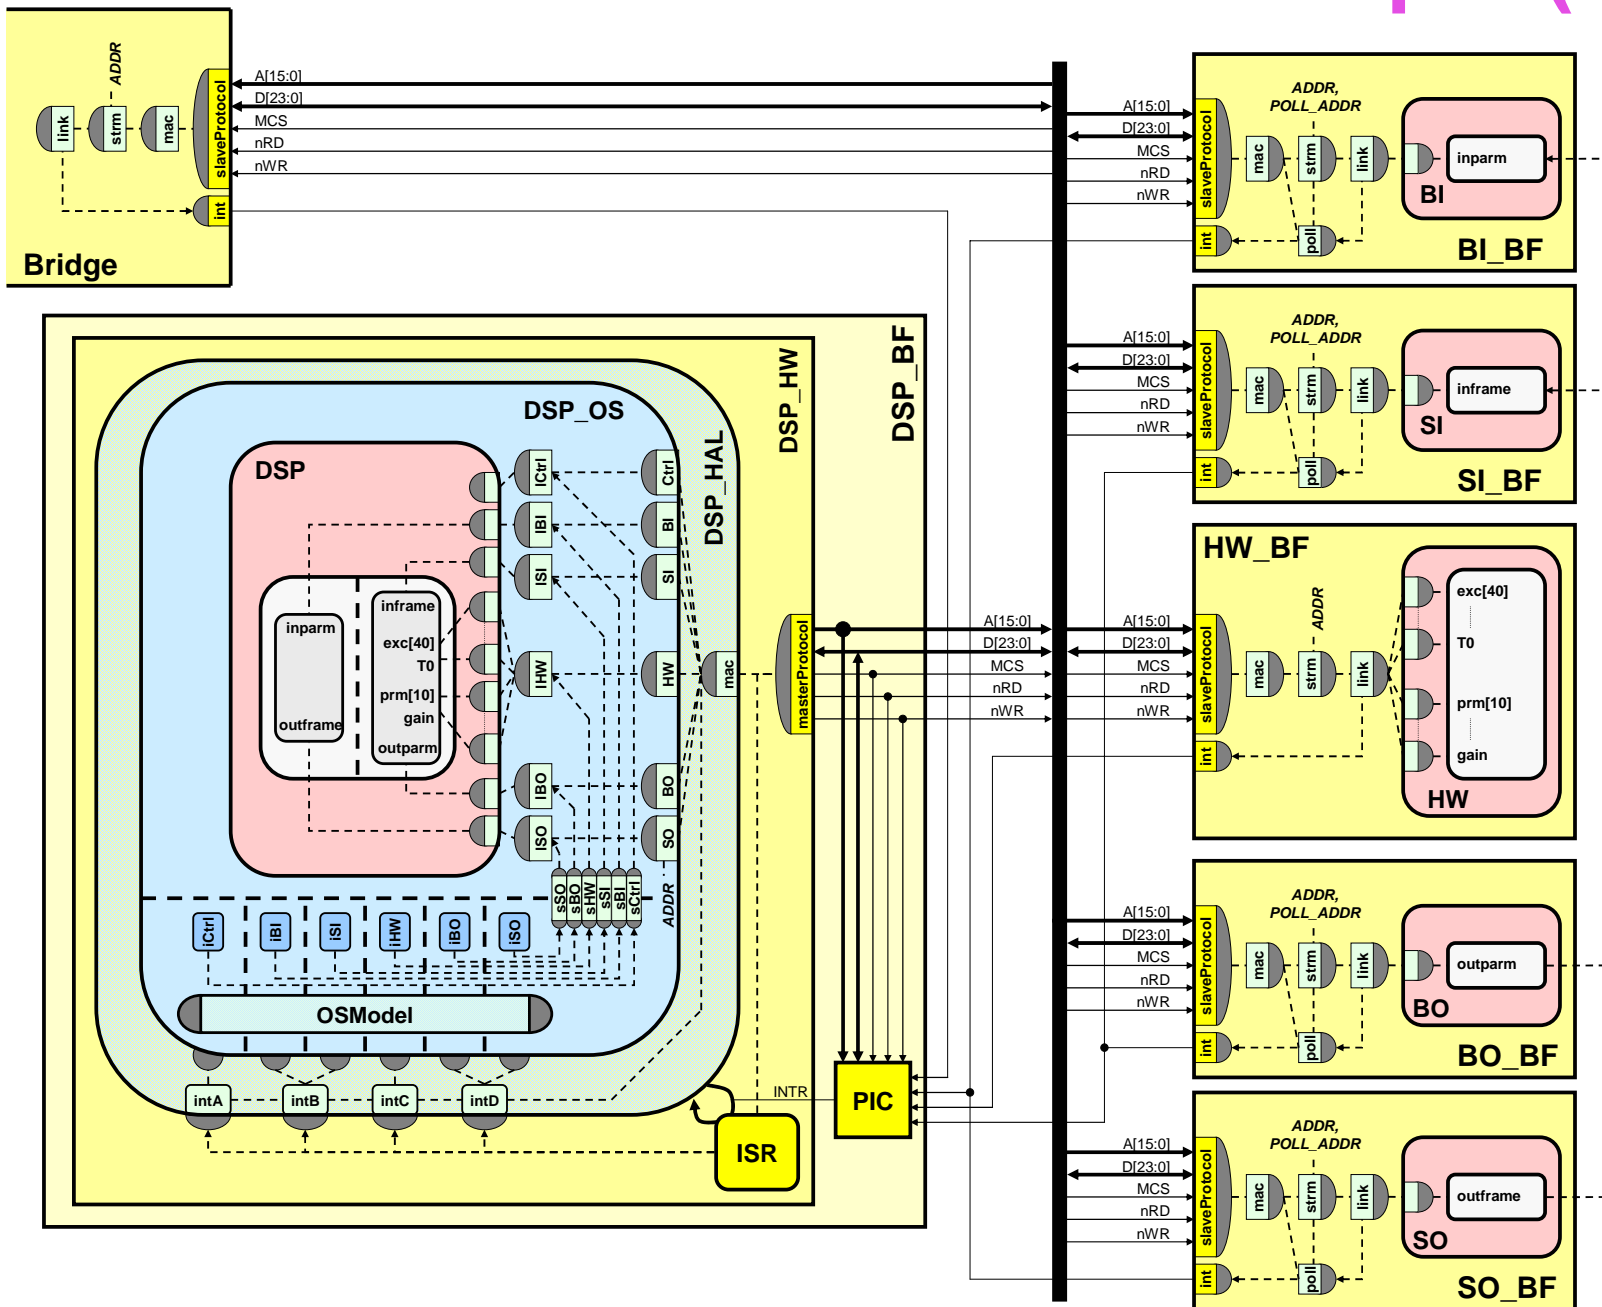 ADDR
link
strm
mac
slaveProtocol
int
A[15:0]
D[23:0]
MCS
nRD
nWR
Bridge
A[15:0]
D[23:0]
MCS
nRD
nWR
slaveProtocol
int
mac
ADDR,
POLL_ADDR
strm
link
poll
inparm
BI
BI_BF
A[15:0]
D[23:0]
MCS
nRD
nWR
slaveProtocol
int
mac
ADDR,
POLL_ADDR
strm
link
poll
inframe
SI
SI_BF
DSP_BF
DSP_HW
DSP_HAL
DSP_OS
DSP
inparm
outframe
inframe
exc[40]
T0
prm[10]
gain
outparm
ICtrl
IBI
ISI
IHW
IBO
ISO
Ctrl
BI
SI
HW
BO
SO
ADDR
mac
masterProtocol
sSO
sBO
sHW
sSI
sBI
sCtrl
iCtrl
iBI
iSI
iHW
iBO
iSO
OSModel
intA
intB
intC
intD
ISR
INTR
PIC
A[15:0]
D[23:0]
MCS
nRD
nWR
HW_BF
A[15:0]
D[23:0]
MCS
nRD
nWR
slaveProtocol
int
mac
ADDR
strm
link
exc[40]
T0
prm[10]
gain
HW
A[15:0]
D[23:0]
MCS
nRD
nWR
slaveProtocol
int
mac
ADDR,
POLL_ADDR
strm
link
poll
outparm
BO
BO_BF
A[15:0]
D[23:0]
MCS
nRD
nWR
slaveProtocol
int
mac
ADDR,
POLL_ADDR
strm
link
poll
outframe
SO
SO_BF